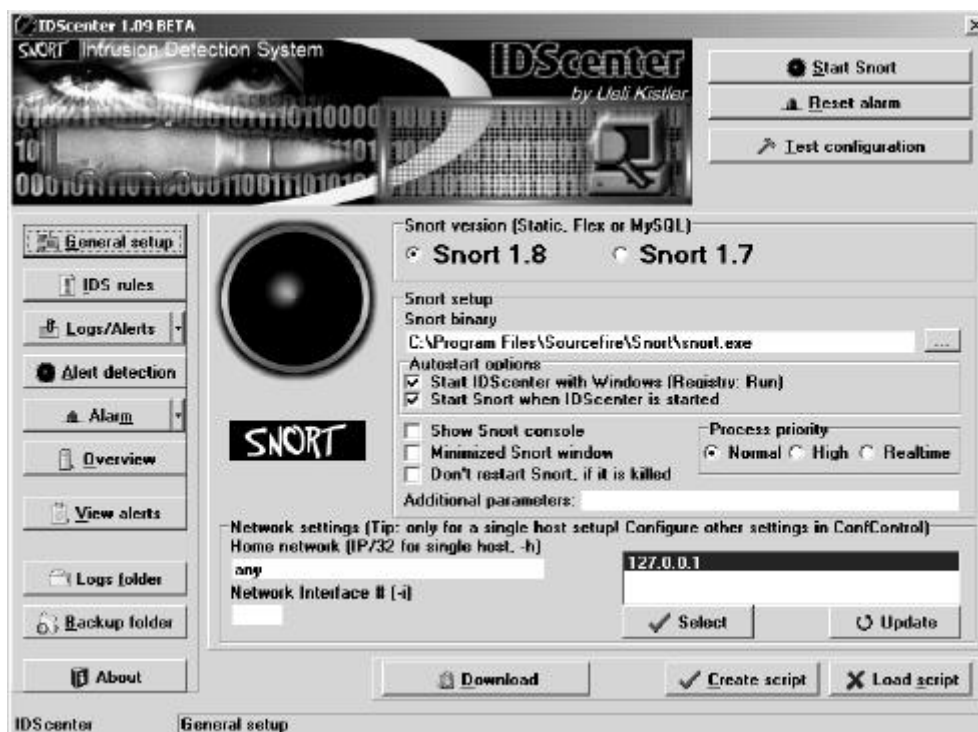 IDScenter 1.09 BETA
SNORT Intrusion Detection System
IDScenter
by Ueli Kistler
Start Snort
Reset alarm
Test configuration
General setup
IDS rules
Logs/Alerts
Alert detection
Alarm
Overview
View alerts
Logs folder
Backup folder
About
SNORT
Snort version (Static, Flex or MySQL)
Snort 1.8
Snort 1.7
Snort setup
Snort binary
C:\Program Files\Sourcefire\Snort\snort.exe
...
Autostart options
Start IDScenter with Windows (Registry: Run)
Start Snort when IDScenter is started
Show Snort console
Minimized Snort window
Don't restart Snort, if it is killed
Process priority
Normal High Realtime
Additional parameters:
Network settings (Tip: only for a single host setup! Configure other settings in ConfControl)
Home network (IP/32 for single host, -h)
any
Network Interface # (-i)
127.0.0.1
Select
Update
Download
Create script
Load script
IDScenter
General setup